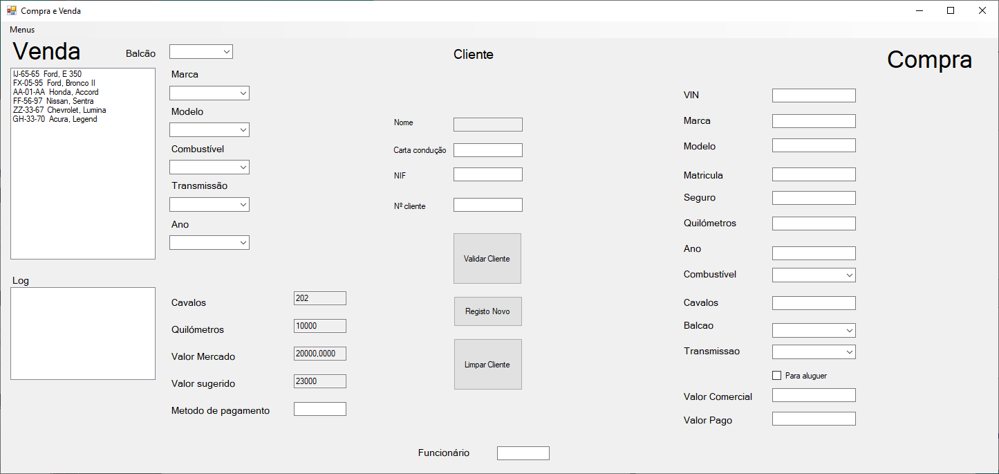 Compra e Venda
Menus
Venda
Balcão
IJ-65-65 Ford, E 350
FX-05-95 Ford, Bronco II
AA-01-AA Honda, Accord
FF-56-97 Nissan, Sentra
ZZ-33-67 Chevrolet, Lumina
GH-33-70 Acura, Legend
Marca
Modelo
Combustível
Transmissão
Ano
Log
Cavalos 202
Quilómetros 10000
Valor Mercado 20000,0000
Valor sugerido 23000
Metodo de pagamento
Cliente
Nome
Carta condução
NIF
Nº cliente
Validar Cliente
Registo Novo
Limpar Cliente
Funcionário
Compra
VIN
Marca
Modelo
Matricula
Seguro
Quilómetros
Ano
Combustível
Cavalos
Balcao
Transmissao
Para aluguer
Valor Comercial
Valor Pago